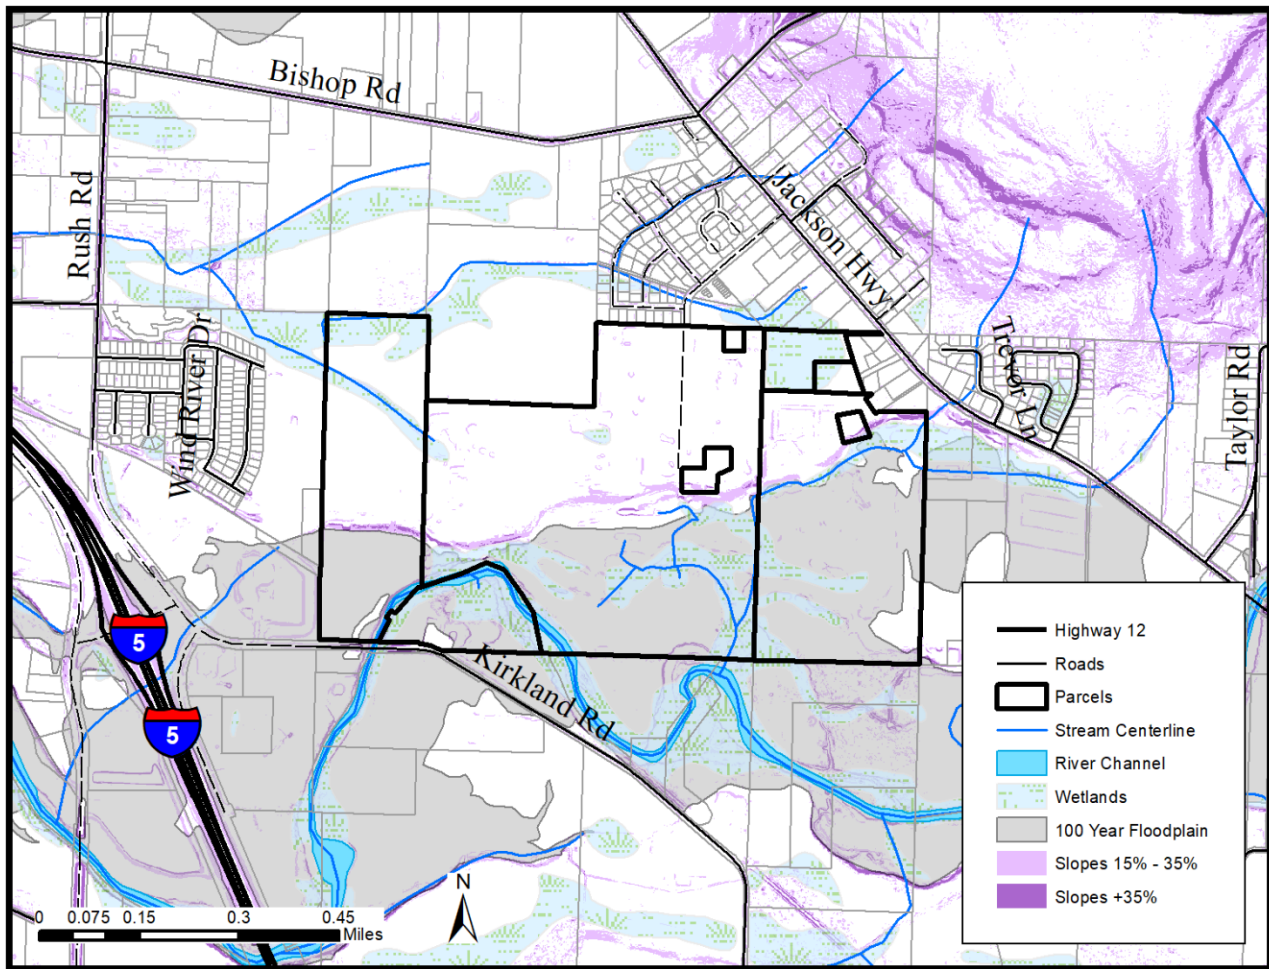 Bishop Rd
Rush Rd
Jackson Hwy
Wind River Dr
Trevor Ln
Taylor Rd
5
5
Kirkland Rd
Highway 12
Roads
Parcels
Stream Centerline
River Channel
Wetlands
100 Year Floodplain
Slopes 15% - 35%
Slopes +35%
N
0 0.075 0.15 0.3 0.45
Miles